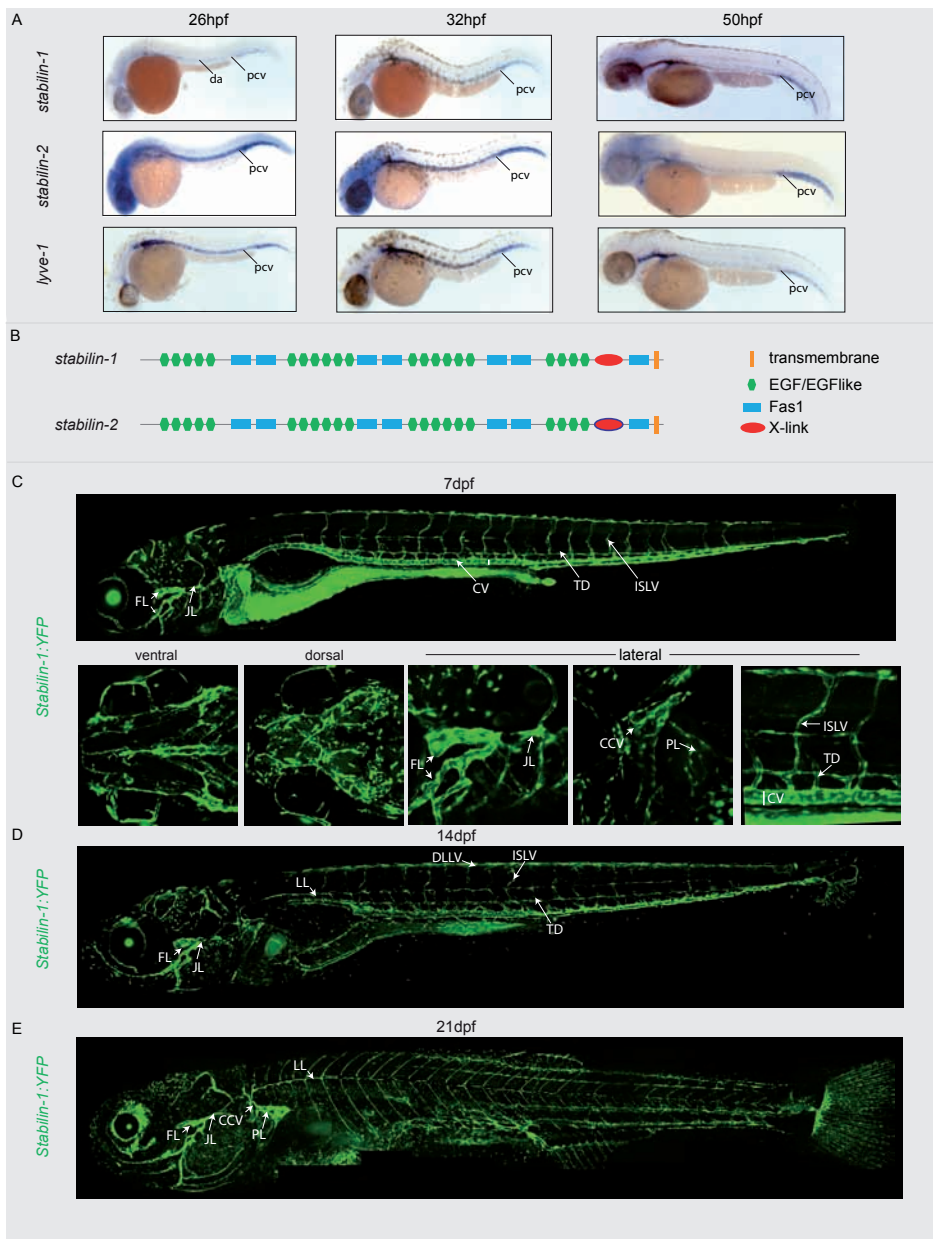 A
26hpf 32hpf 50hpf
stabilin-1
da pcv pcv pcv
stabilin-2
pcv pcv pcv
lyve-1
pcv pcv pcv
B
stabilin-1
stabilin-2
transmembrane
EGF/EGFlike
Fas1
X-link
C
7dpf
Stabilin-1:YFP
FL JL CV TD ISLV
ventral dorsal lateral
FL JL CCV PL ISLV TD CV
D
14dpf
Stabilin-1:YFP
DLLV ISLV
LL
TD
FL JL
E
21dpf
Stabilin-1:YFP
LL
FL JL CCV PL